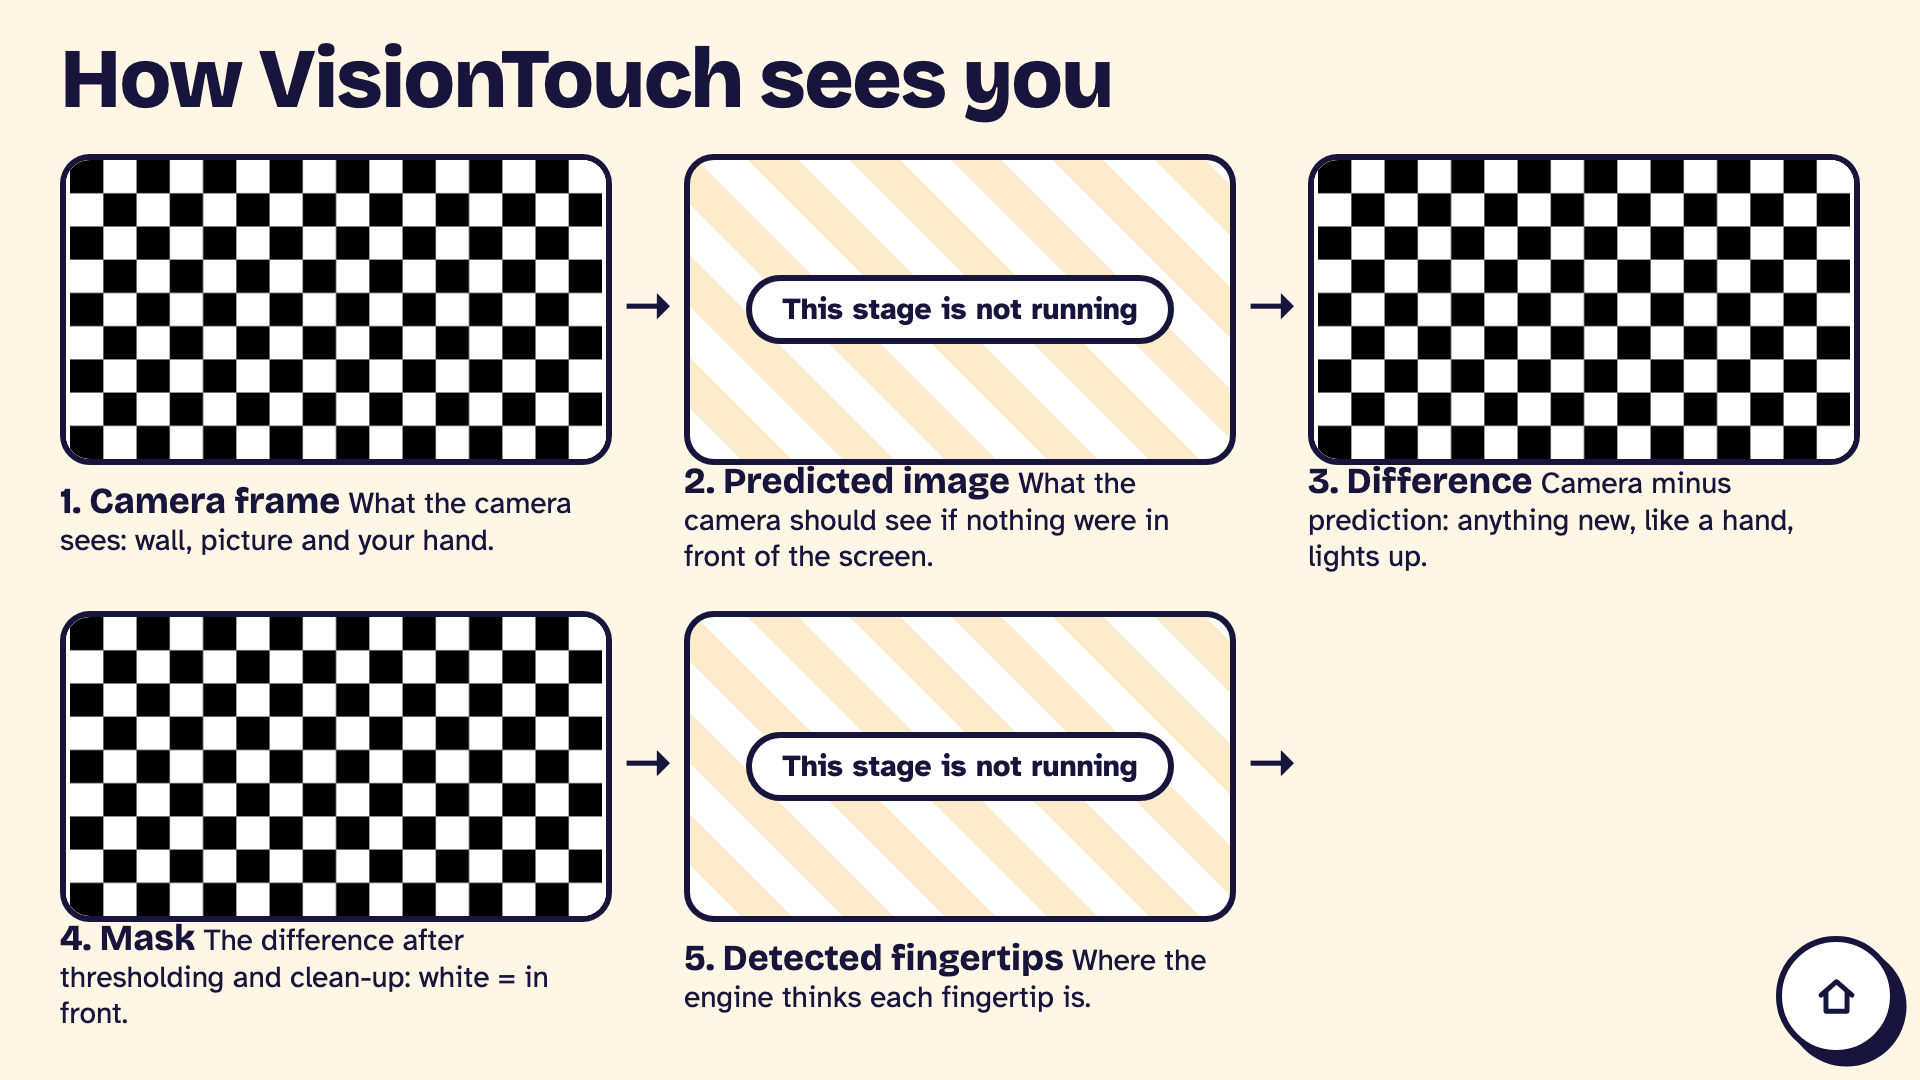 How VisionTouch sees you
This stage is not running
1. Camera frame What the camera
sees: wall, picture and your hand.
2. Predicted image What the
camera should see if nothing were in
front of the screen.
3. Difference Camera minus
prediction: anything new, like a hand,
lights up.
This stage is not running
4. Mask The difference after
thresholding and clean-up: white = in
front.
5. Detected fingertips Where the
engine thinks each fingertip is.